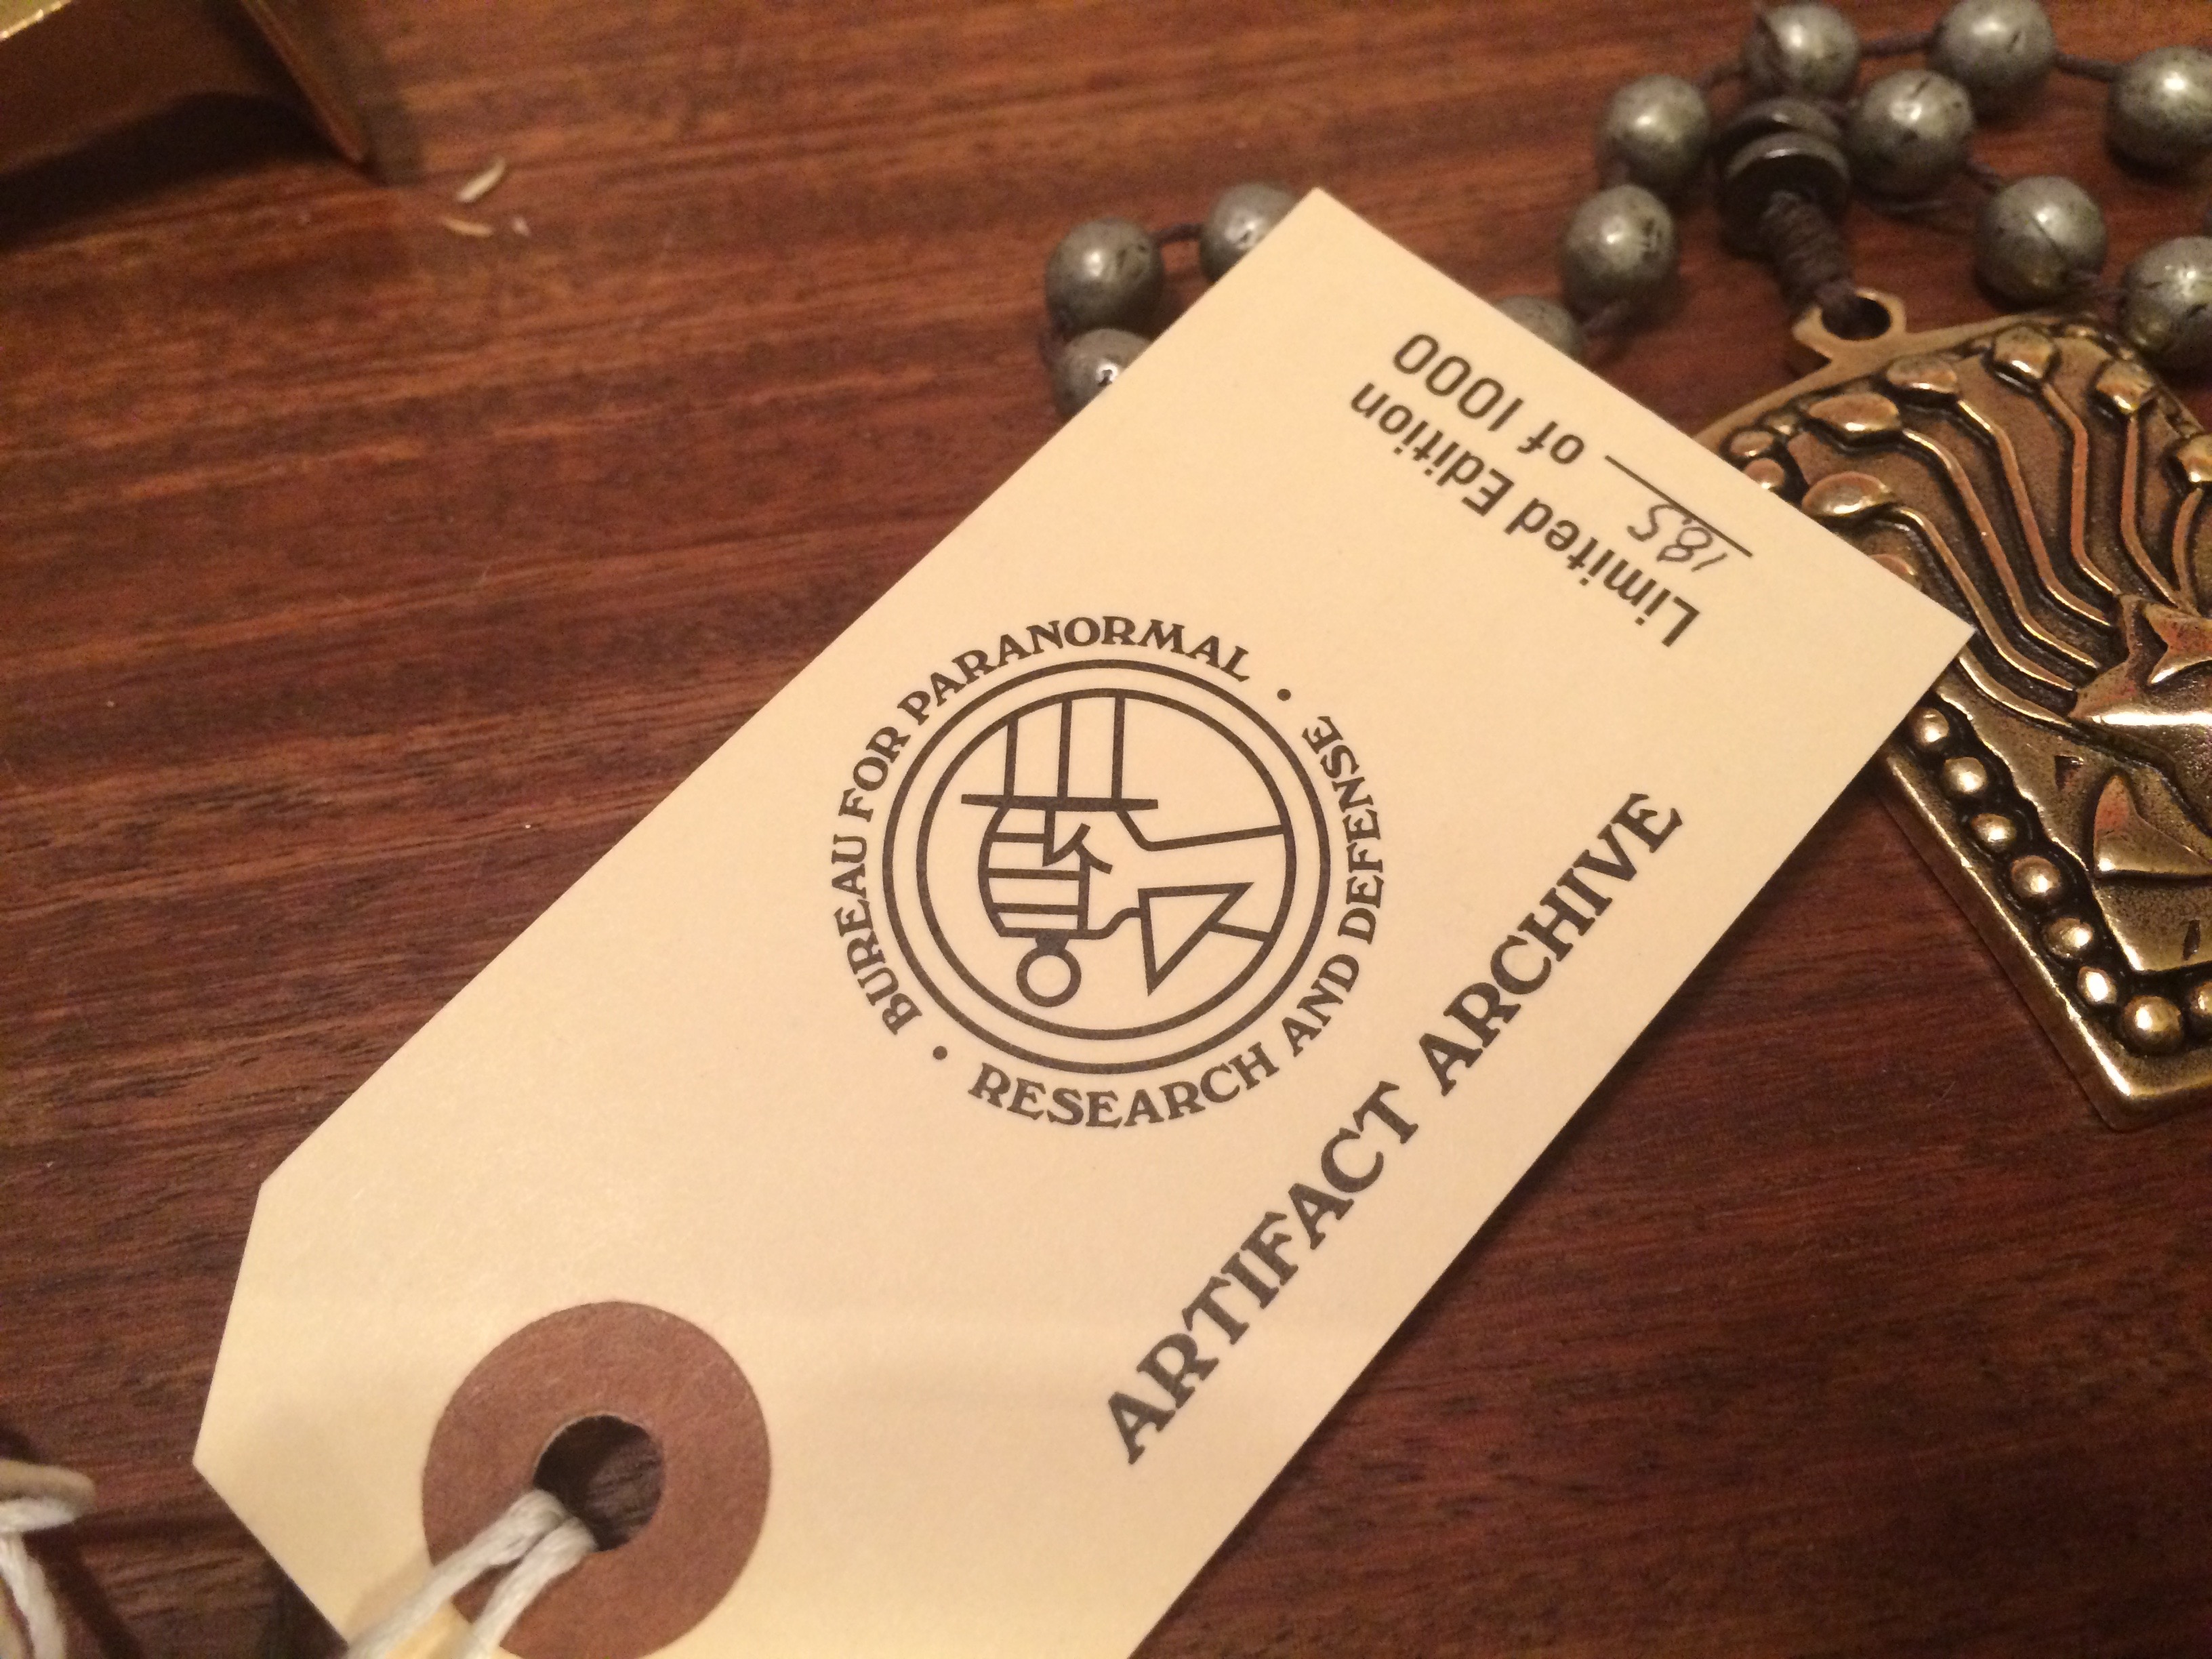 BUREAU FOR PARANORMAL •
RESEARCH AND DEFENSE •
ARTIFACT ARCHIVE
Limited Edition
185 of 1000